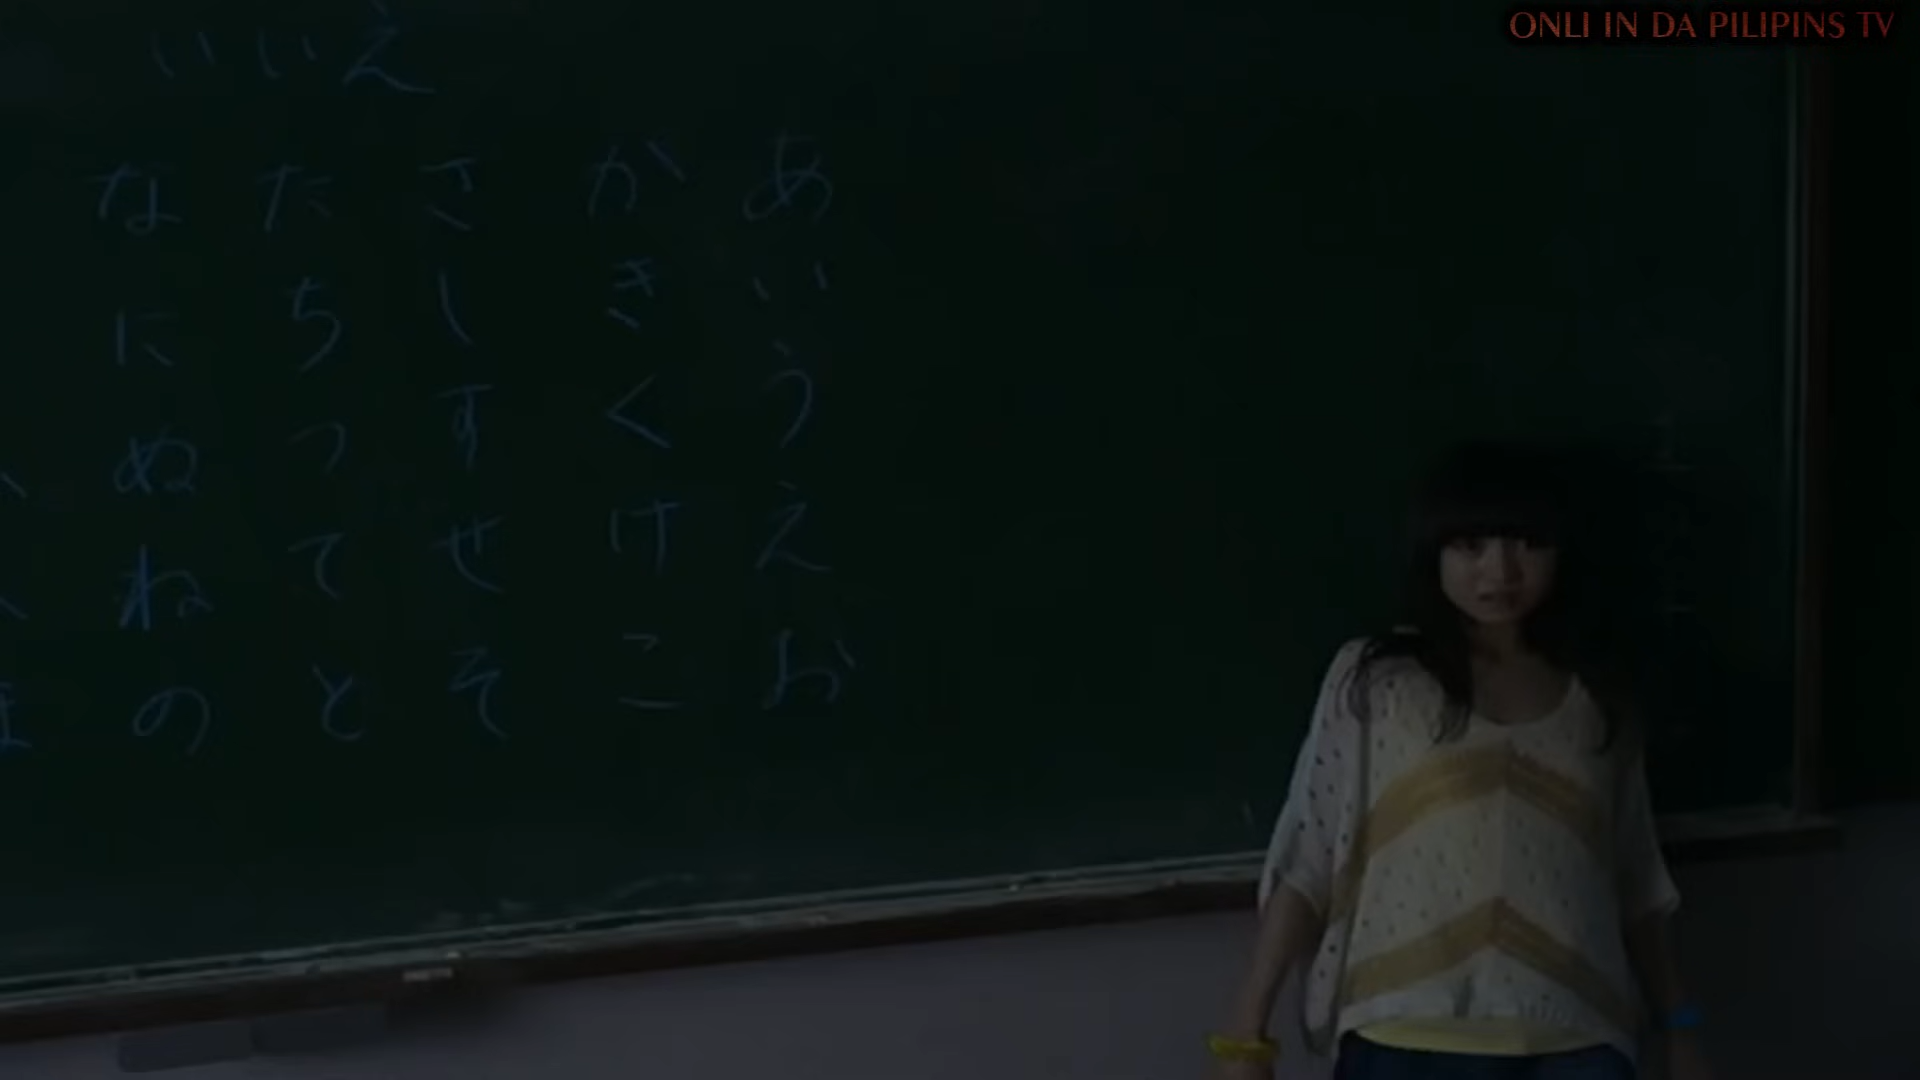 ONLI IN DA PILIPINS TV
いいえ
あいうえお
かきくけこ
さしすせそ
たちつてと
なにぬねの